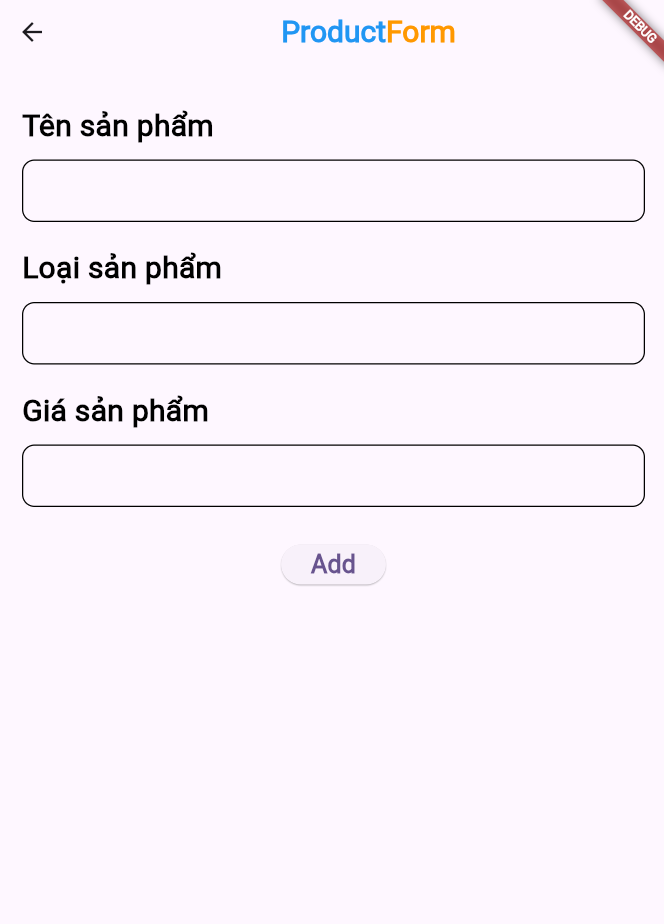 ProductForm
DEBUG
Tên sản phẩm
Loại sản phẩm
Giá sản phẩm
Add